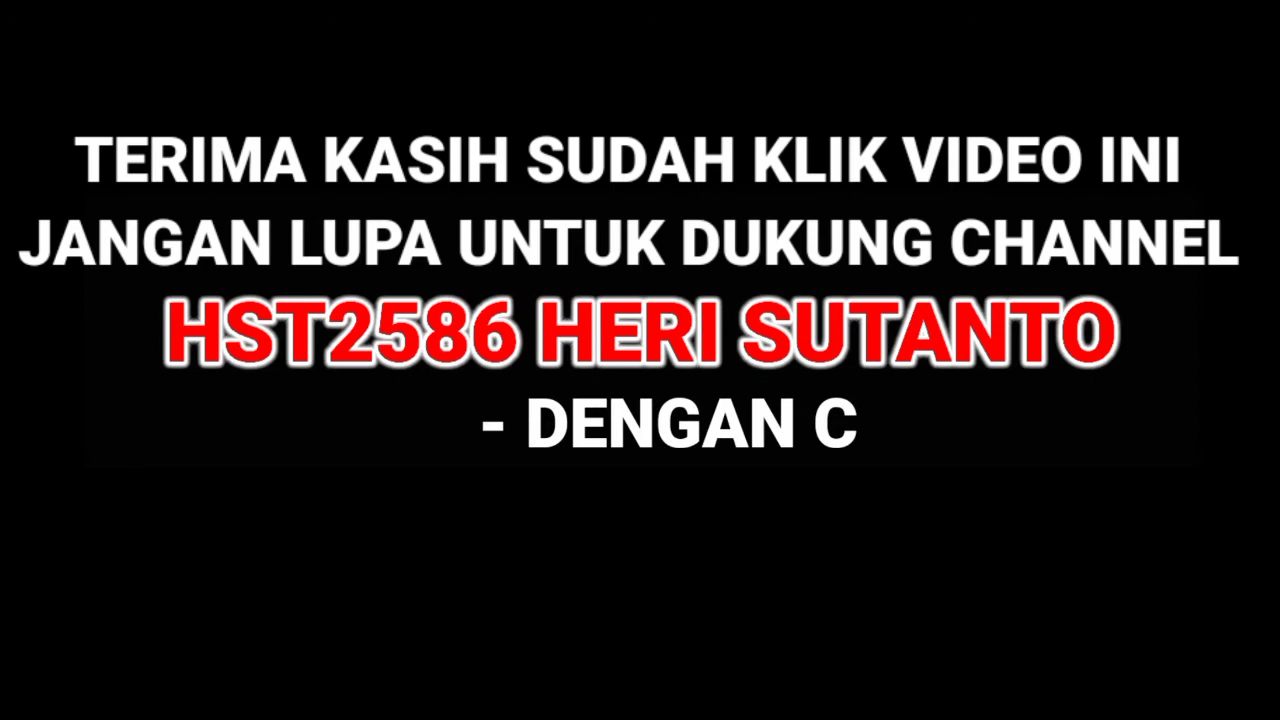 TERIMA KASIH SUDAH KLIK VIDEO INI
JANGAN LUPA UNTUK DUKUNG CHANNEL
HST2586 HERI SUTANTO
- DENGAN C